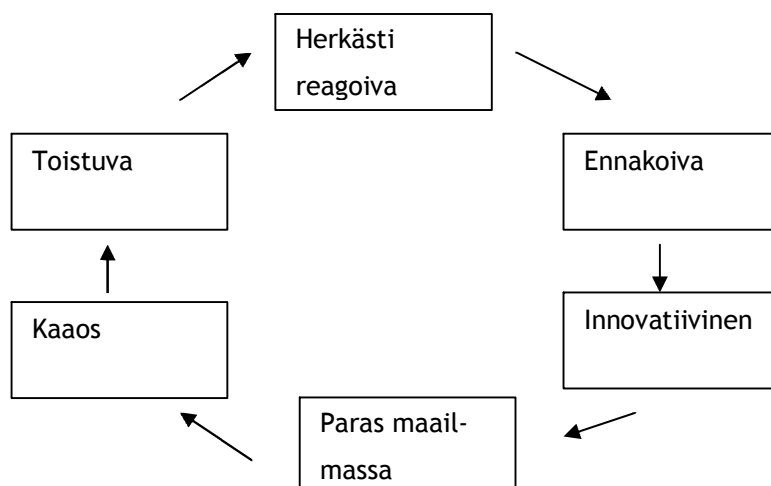 Herkästi
reagoiva
Toistuva
Ennakoiva
Kaaos
Innovatiivinen
Paras maail-
massa